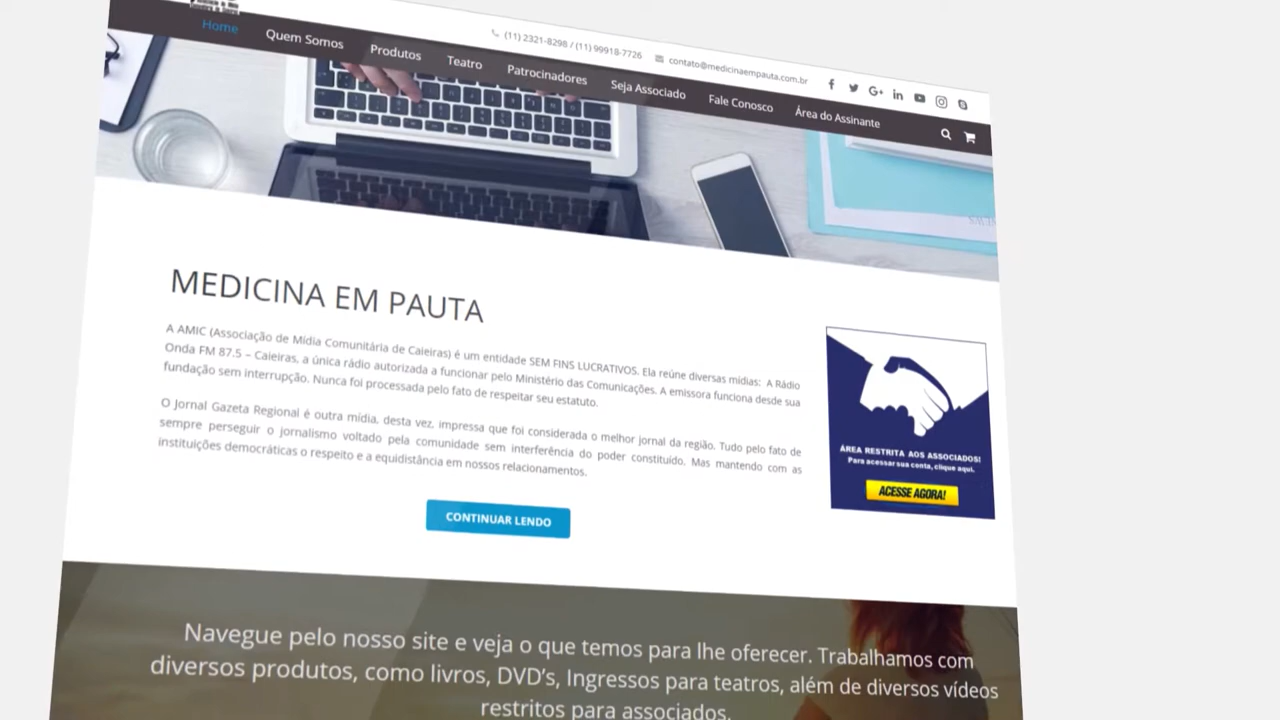 (11) 2321-8298 / (11) 99918-7726 contato@medicinaempauta.com.br
Home Quem Somos Produtos Teatro Patrocinadores Seja Associado Fale Conosco Área do Assinante
MEDICINA EM PAUTA
A AMIC (Associação de Mídia Comunitária de Caieiras) é um entidade SEM FINS LUCRATIVOS. Ela reúne diversas mídias: A Rádio
Onda FM 87.5 – Caieiras, a única rádio autorizada a funcionar pelo Ministério das Comunicações. A emissora funciona desde sua
fundação sem interrupção. Nunca foi processada pelo fato de respeitar seu estatuto.
O Jornal Gazeta Regional é outra mídia, desta vez, impressa que foi considerada o melhor jornal da região. Tudo pelo fato de
sempre perseguir o jornalismo voltado pela comunidade sem interferência do poder constituído. Mas mantendo com as
instituições democráticas o respeito e a equidistância em nossos relacionamentos.
CONTINUAR LENDO
ÁREA RESTRITA AOS ASSOCIADOS!
Para acessar sua conta, clique aqui.
ACESSE AGORA!
Navegue pelo nosso site e veja o que temos para lhe oferecer. Trabalhamos com
diversos produtos, como livros, DVD's, Ingressos para teatros, além de diversos vídeos
restritos para associados.